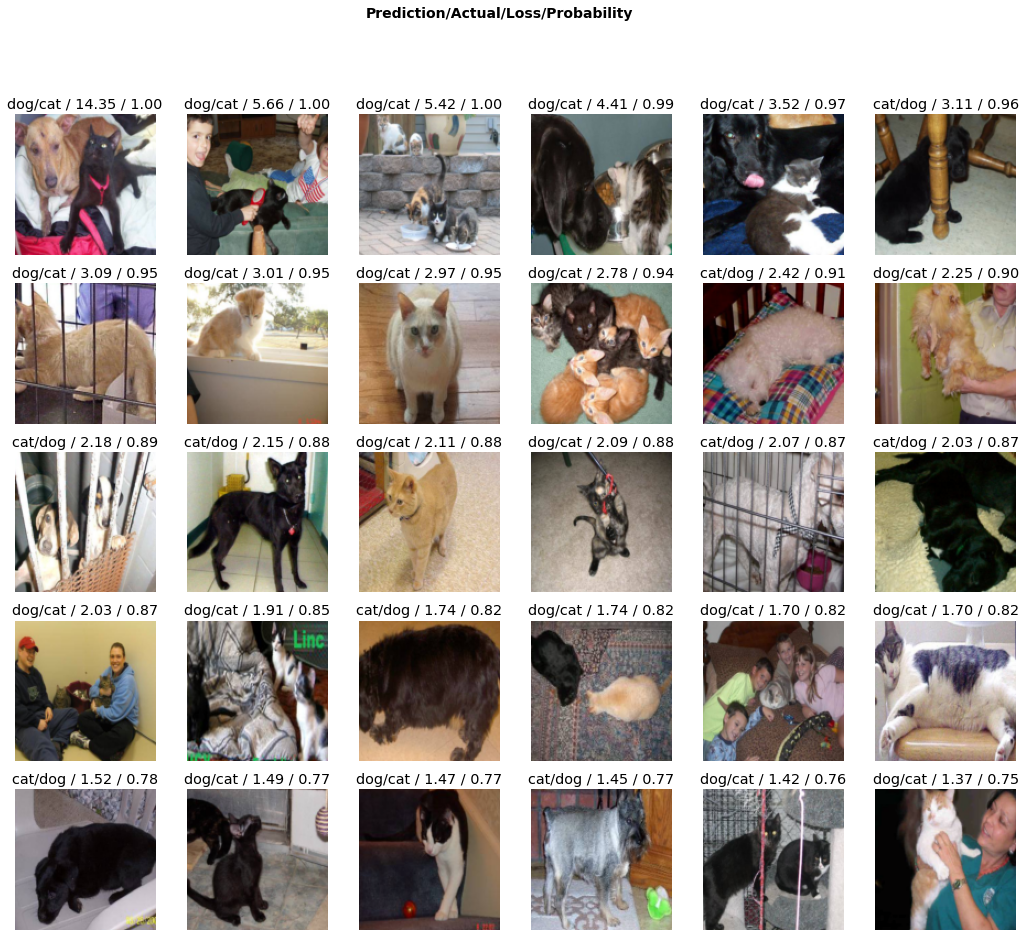 Prediction/Actual/Loss/Probability
dog/cat / 14.35 / 1.00
dog/cat / 5.66 / 1.00
dog/cat / 5.42 / 1.00
dog/cat / 4.41 / 0.99
dog/cat / 3.52 / 0.97
cat/dog / 3.11 / 0.96
dog/cat / 3.09 / 0.95
dog/cat / 3.01 / 0.95
dog/cat / 2.97 / 0.95
dog/cat / 2.78 / 0.94
cat/dog / 2.42 / 0.91
dog/cat / 2.25 / 0.90
cat/dog / 2.18 / 0.89
cat/dog / 2.15 / 0.88
dog/cat / 2.11 / 0.88
dog/cat / 2.09 / 0.88
cat/dog / 2.07 / 0.87
cat/dog / 2.03 / 0.87
dog/cat / 2.03 / 0.87
dog/cat / 1.91 / 0.85
cat/dog / 1.74 / 0.82
dog/cat / 1.74 / 0.82
dog/cat / 1.70 / 0.82
dog/cat / 1.70 / 0.82
Linc
cat/dog / 1.52 / 0.78
dog/cat / 1.49 / 0.77
dog/cat / 1.47 / 0.77
cat/dog / 1.45 / 0.77
dog/cat / 1.42 / 0.76
dog/cat / 1.37 / 0.75